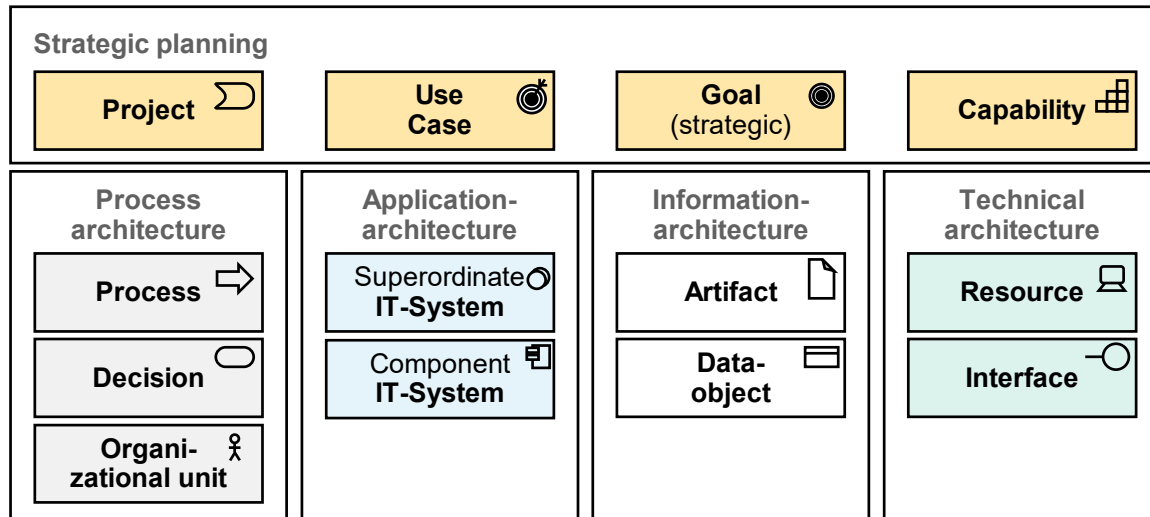 Strategic planning
Project
Use
Case
Goal
(strategic)
Capability
Process
architecture
Process
Decision
Organi-
zational unit
Application-
architecture
Superordinate
IT-System
Component
IT-System
Information-
architecture
Artifact
Data-
object
Technical
architecture
Resource
Interface